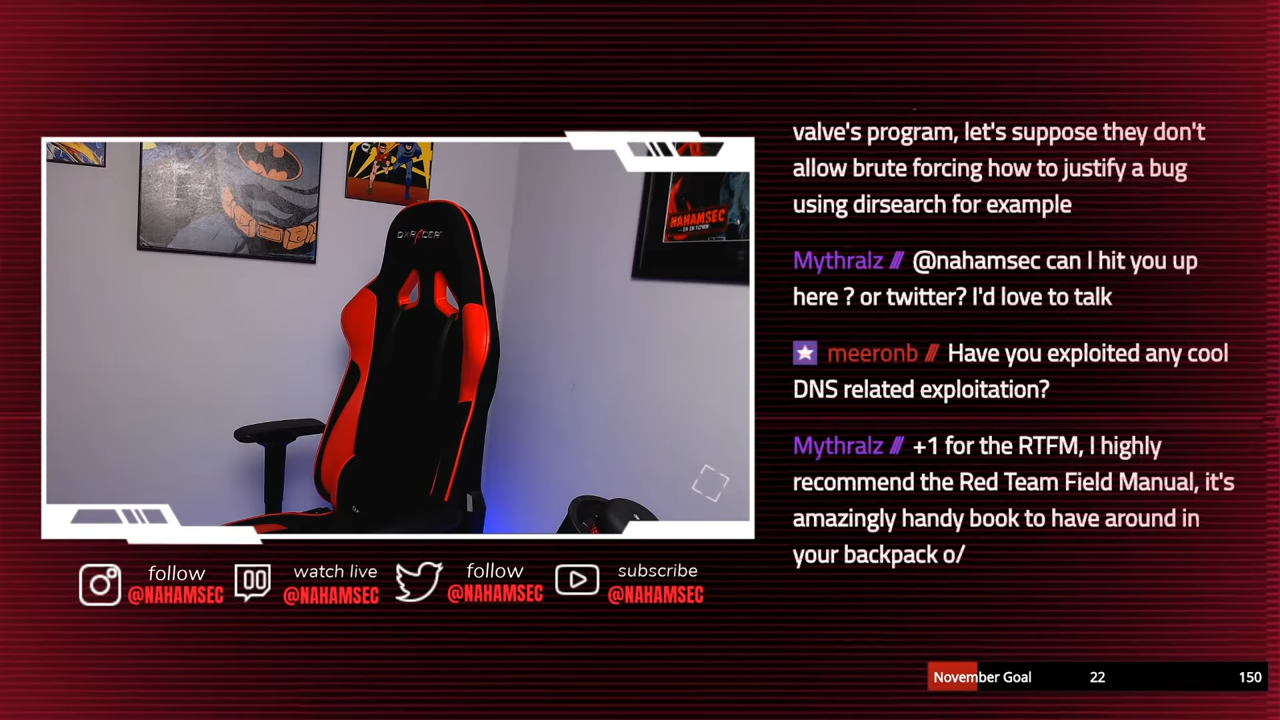 valve's program, let's suppose they don't
allow brute forcing how to justify a bug
using dirsearch for example
Mythralz /// @nahamsec can I hit you up
here ? or twitter? I'd love to talk
meeronb /// Have you exploited any cool
DNS related exploitation?
Mythralz /// +1 for the RTFM, I highly
recommend the Red Team Field Manual, it's
amazingly handy book to have around in
your backpack o/
DXRACER
NAHAMSEC
follow
@NAHAMSEC
watch live
@NAHAMSEC
follow
@NAHAMSEC
subscribe
@NAHAMSEC
November Goal 22 150